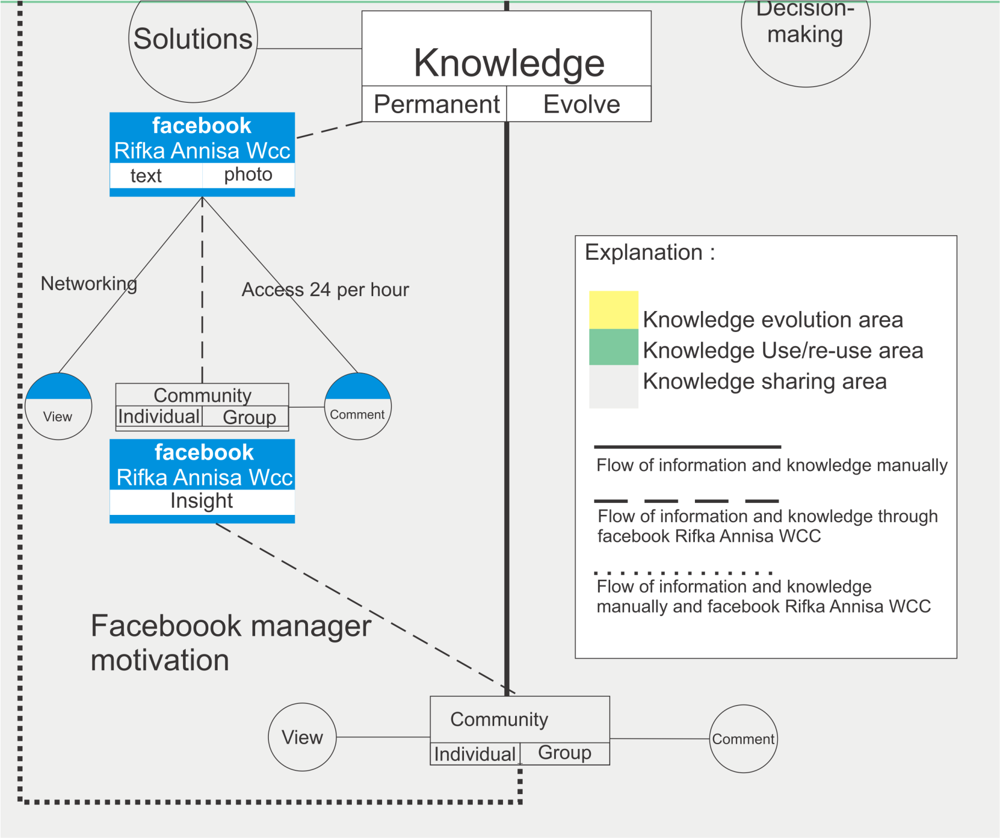 Decision-
making
Solutions
Knowledge
Permanent
Evolve
facebook
Rifka Annisa Wcc
text
photo
Networking
Access 24 per hour
View
Community
Individual
Group
Comment
facebook
Rifka Annisa Wcc
Insight
Faceboook manager
motivation
Explanation :
Knowledge evolution area
Knowledge Use/re-use area
Knowledge sharing area
Flow of information and knowledge manually
Flow of information and knowledge through
facebook Rifka Annisa WCC
Flow of information and knowledge
manually and facebook Rifka Annisa WCC
View
Community
Individual
Group
Comment